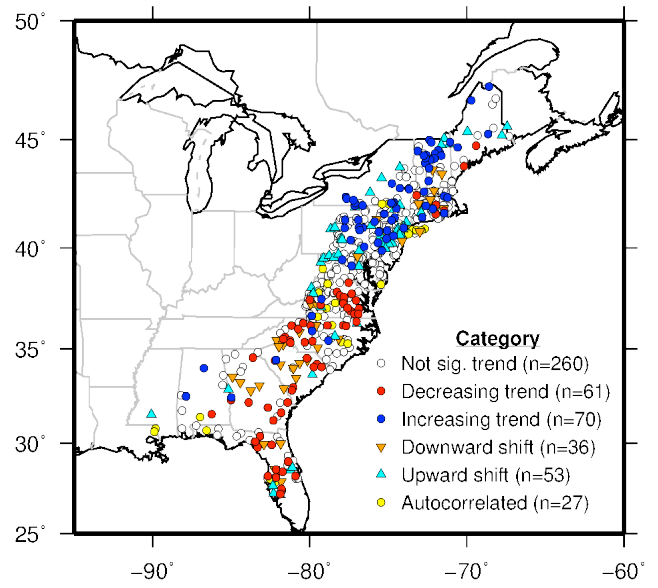 50°
45°
40°
35°
30°
25°
Category
Not sig. trend (n=260)
Decreasing trend (n=61)
Increasing trend (n=70)
Downward shift (n=36)
Upward shift (n=53)
Autocorrelated (n=27)
−90° −80° −70° −60°